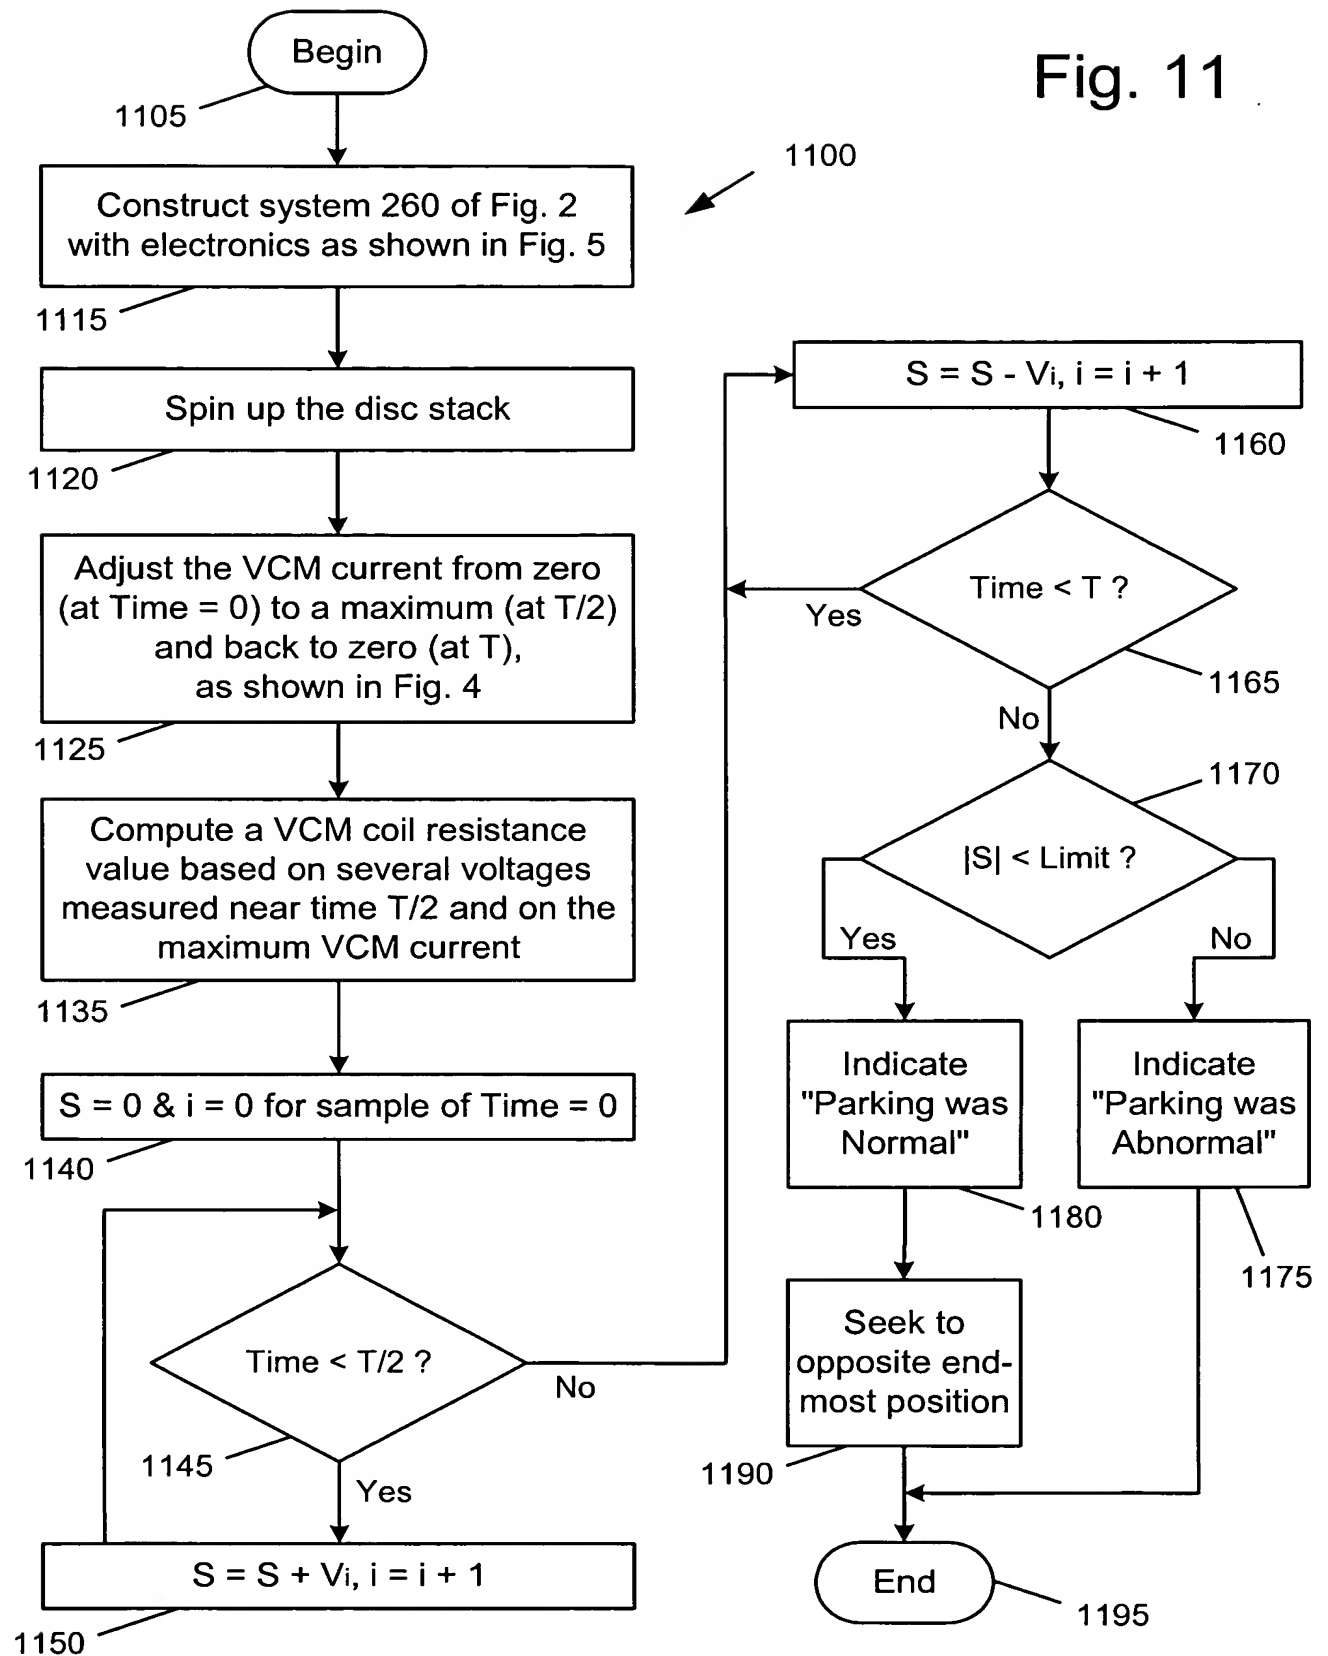 Fig. 11
Begin
1105
1100
Construct system 260 of Fig. 2
with electronics as shown in Fig. 5
1115
Spin up the disc stack
1120
Adjust the VCM current from zero
(at Time = 0) to a maximum (at T/2)
and back to zero (at T),
as shown in Fig. 4
1125
Compute a VCM coil resistance
value based on several voltages
measured near time T/2 and on the
maximum VCM current
1135
S = 0 & i = 0 for sample of Time = 0
1140
Time < T/2 ?
No
1145
Yes
S = S + Vi, i = i + 1
1150
S = S - Vi, i = i + 1
1160
Time < T ?
Yes
1165
No
1170
|S| < Limit ?
Yes
No
Indicate
"Parking was
Normal"
1180
Indicate
"Parking was
Abnormal"
1175
Seek to
opposite end-
most position
1190
End
1195